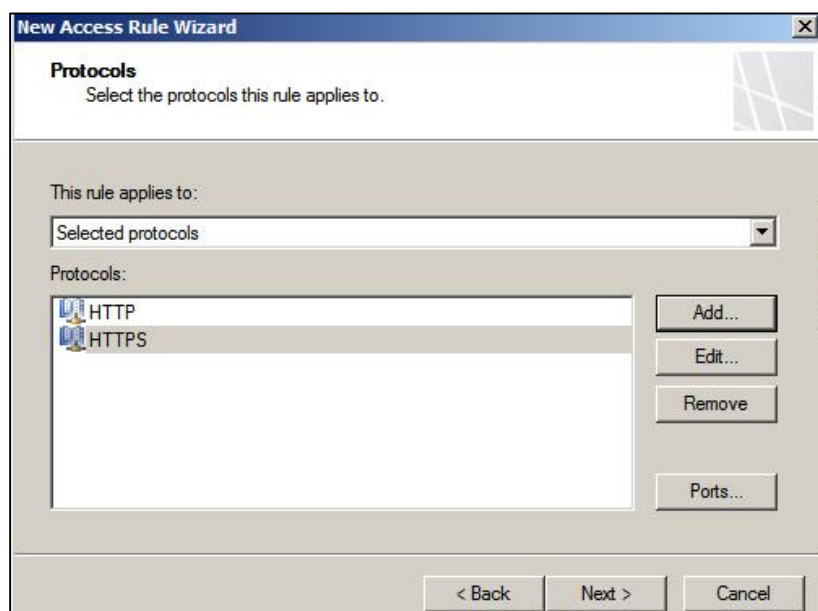 New Access Rule Wizard
Protocols
Select the protocols this rule applies to.
This rule applies to:
Selected protocols
Protocols:
HTTP
HTTPS
Add...
Edit...
Remove
Ports...
< Back
Next >
Cancel